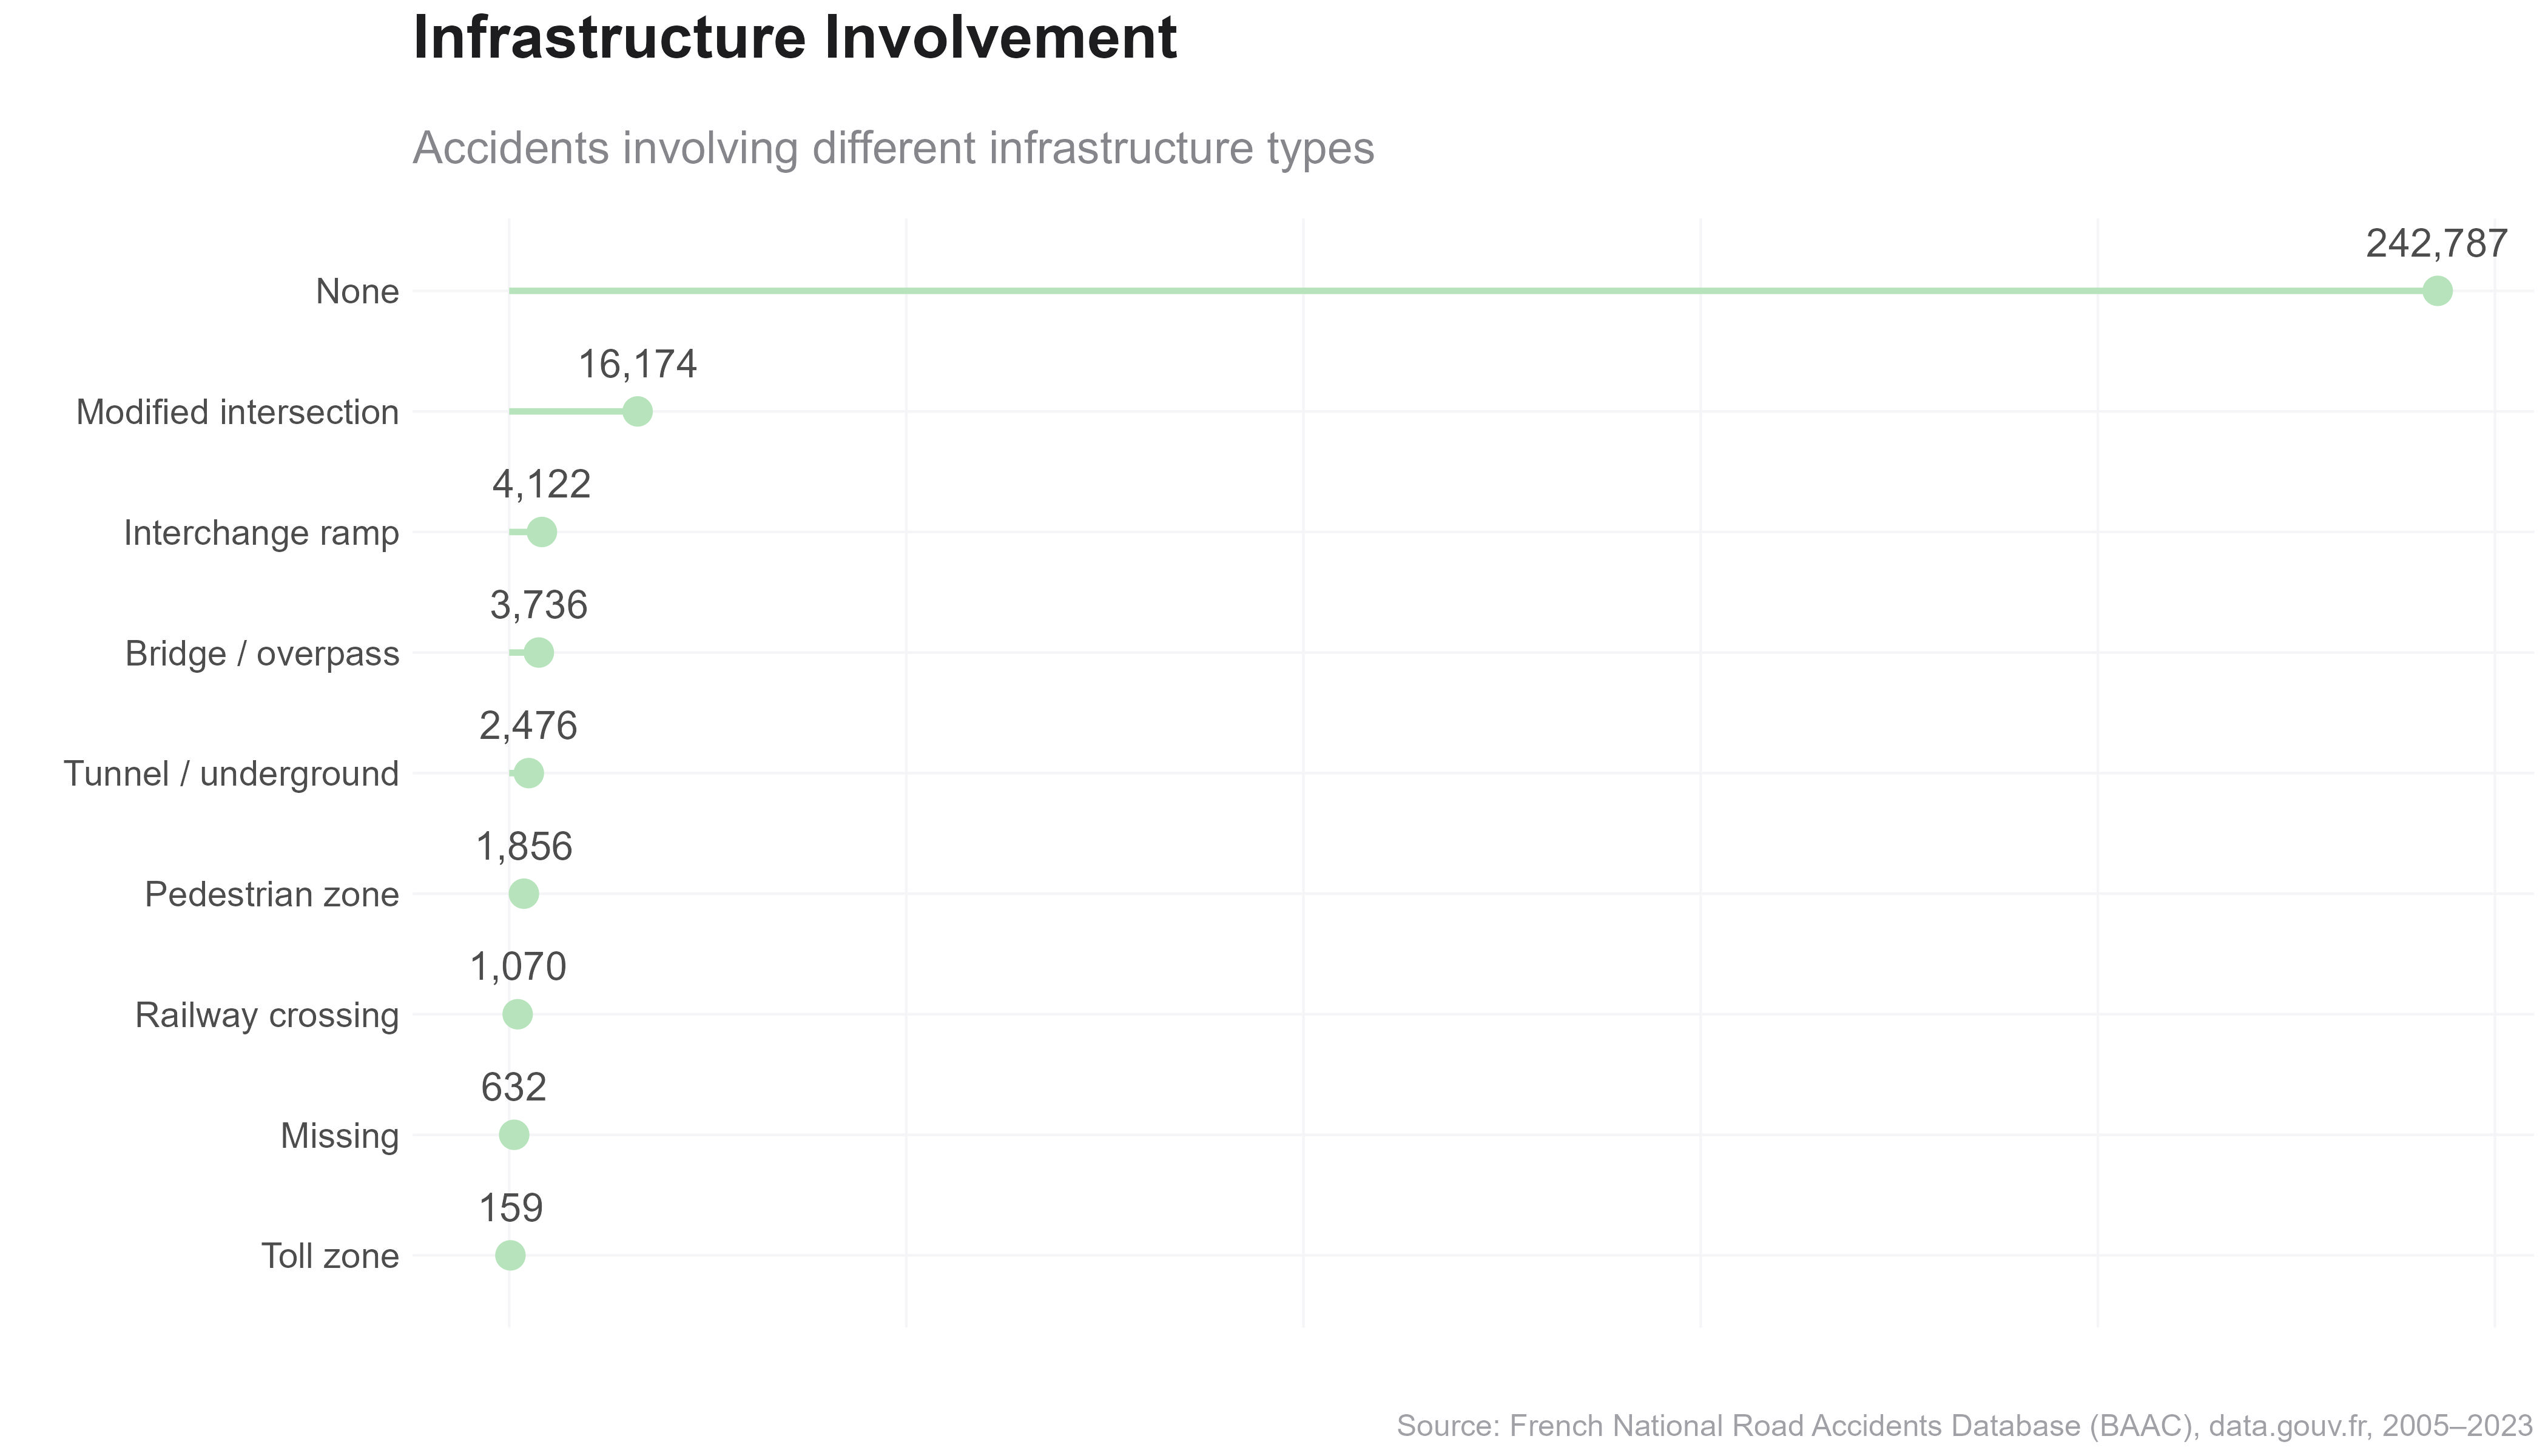 Infrastructure Involvement
Accidents involving different infrastructure types
242,787
None
16,174
Modified intersection
4,122
Interchange ramp
3,736
Bridge / overpass
2,476
Tunnel / underground
1,856
Pedestrian zone
1,070
Railway crossing
632
Missing
159
Toll zone
Source: French National Road Accidents Database (BAAC), data.gouv.fr, 2005–2023